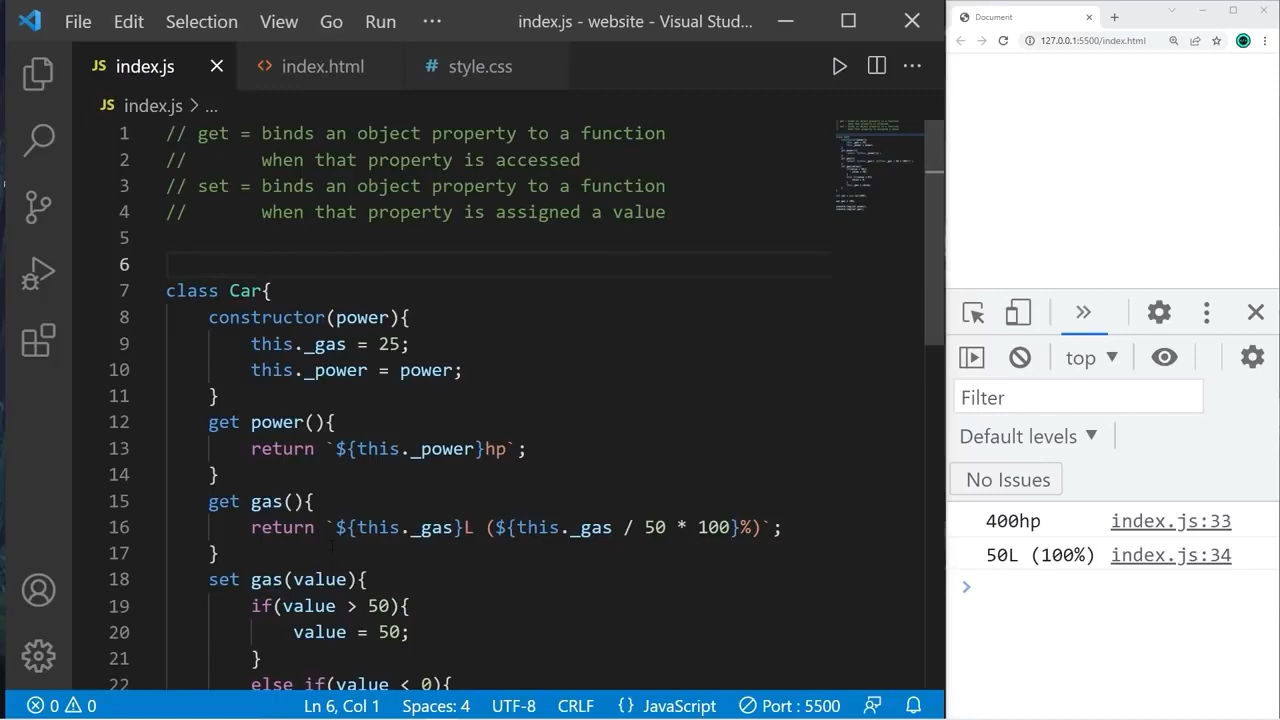 File Edit Selection View Go Run ··· index.js - website - Visual Stud...
JS index.js index.html # style.css ···
JS index.js > ...
1 // get = binds an object property to a function
2 // when that property is accessed
3 // set = binds an object property to a function
4 // when that property is assigned a value
5
6
7 class Car{
8 constructor(power){
9 this._gas = 25;
10 this._power = power;
11 }
12 get power(){
13 return `${this._power}hp`;
14 }
15 get gas(){
16 return `${this._gas}L (${this._gas / 50 * 100}%)`;
17 }
18 set gas(value){
19 if(value > 50){
20 value = 50;
21 }
22 else if(value < 0){
0 0 Ln 6, Col 1 Spaces: 4 UTF-8 CRLF {} JavaScript Port : 5500
Document
127.0.0.1:5500/index.html
top
Filter
Default levels
No Issues
400hp index.js:33
50L (100%) index.js:34